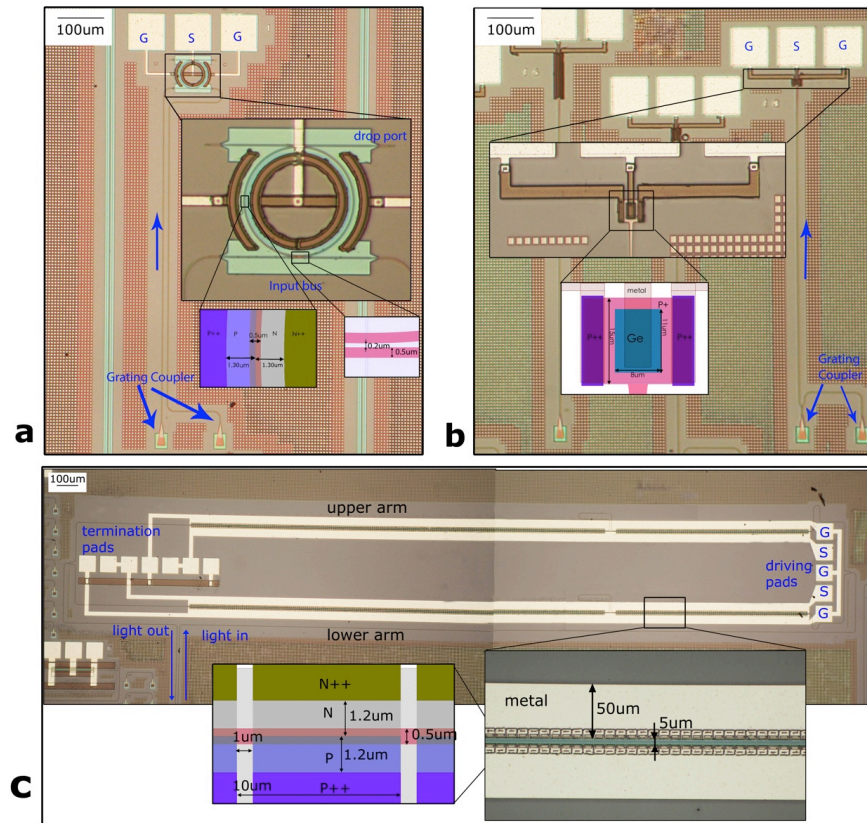 100um
G S G
drop port
Input bus
P++ P 0.5um N N++
1.30um 1.30um
0.2um
0.5um
Grating Coupler
a
100um
G S G
metal
P+
P++ Ge P++
15um 11um
8um
Grating
Coupler
b
100um
upper arm
termination
pads
driving
pads
G
S
G
S
G
light out light in
lower arm
N++
N
1.2um
1um
0.5um
P
1.2um
10um
P++
metal
50um
5um
c